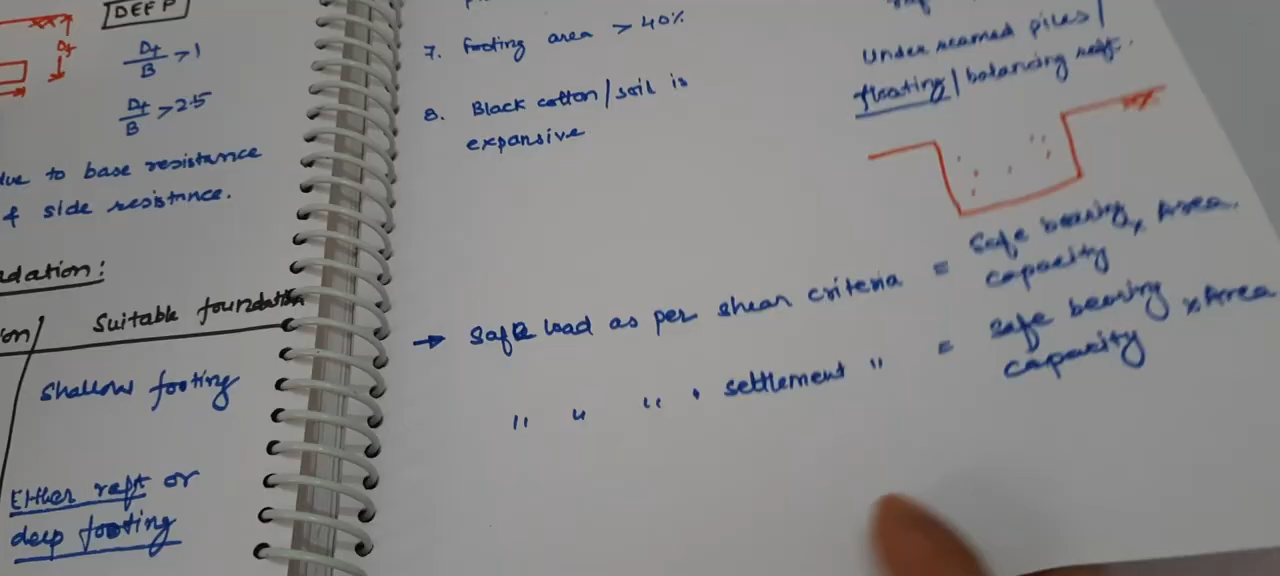 DEEP
Df
Df/B > 1
Df/B > 2.5
due to base resistance
& side resistance.
dation:
ion/ Suitable foundation
Shallow footing
Either raft or
deep footing
7. footing area > 40%
8. Black cotton/soil is
expansive
Under reamed piles/
floating/balancing raft.
→ Safe load as per shear criteria = Safe bearing capacity x Area.
" " " " settlement " = safe bearing capacity x Area